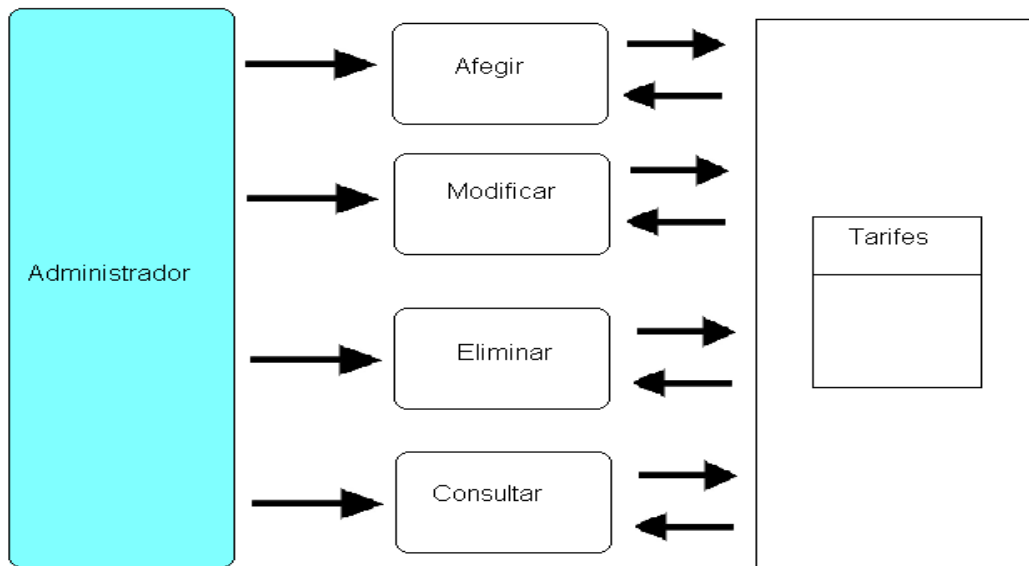 Administrador
Afegir
Modificar
Eliminar
Consultar
Tarifes